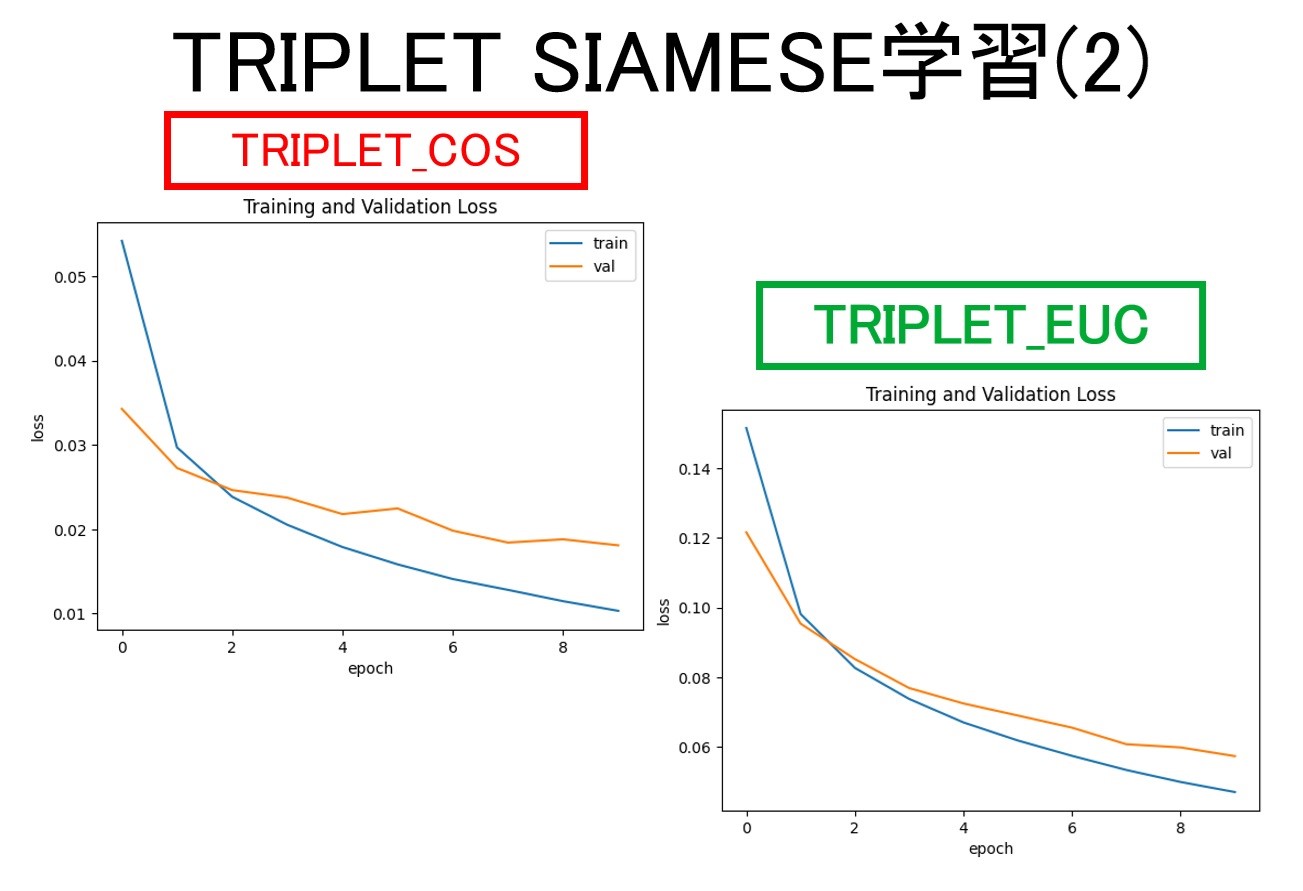 TRIPLET SIAMESE学習(2)
TRIPLET_COS
Training and Validation Loss
train
val
0.05
0.04
0.03
0.02
0.01
loss
0 2 4 6 8
epoch
TRIPLET_EUC
Training and Validation Loss
train
val
0.14
0.12
0.10
0.08
0.06
loss
0 2 4 6 8
epoch